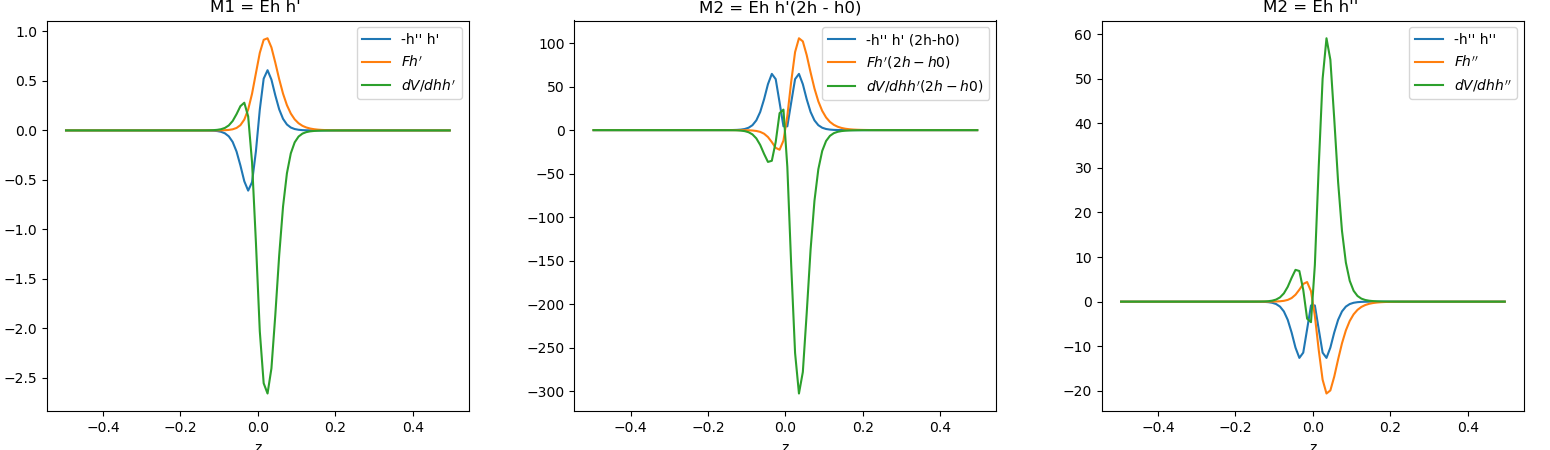 M1 = Eh h'
1.0
0.5
0.0
−0.5
−1.0
−1.5
−2.0
−2.5
−0.4 −0.2 0.0 0.2 0.4
z
-h'' h'
Fh′
dV/dhh′
M2 = Eh h'(2h - h0)
100
50
0
−50
−100
−150
−200
−250
−300
−0.4 −0.2 0.0 0.2 0.4
z
-h'' h' (2h-h0)
Fh′(2h − h0)
dV/dhh′(2h − h0)
M2 = Eh h''
60
50
40
30
20
10
0
−10
−20
−0.4 −0.2 0.0 0.2 0.4
z
-h'' h''
Fh″
dV/dhh″